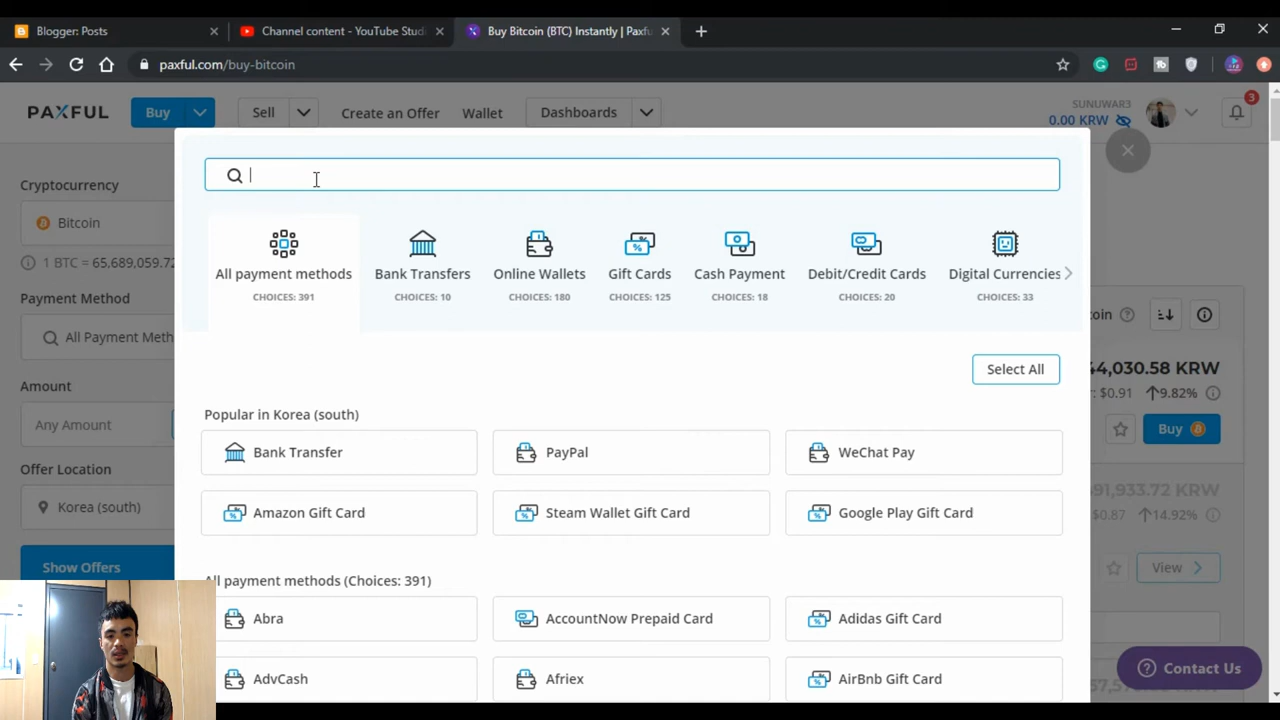 Blogger: Posts
Channel content - YouTube Stud
Buy Bitcoin (BTC) Instantly | Paxfu
paxful.com/buy-bitcoin
PAXFUL
Buy
Sell
Create an Offer
Wallet
Dashboards
SUNUWAR3
0.00 KRW
3
Cryptocurrency
Bitcoin
1 BTC = 65,689,059.72
Payment Method
All Payment Meth
Amount
Any Amount
Offer Location
Korea (south)
Show Offers
All payment methods
CHOICES: 391
Bank Transfers
CHOICES: 10
Online Wallets
CHOICES: 180
Gift Cards
CHOICES: 125
Cash Payment
CHOICES: 18
Debit/Credit Cards
CHOICES: 20
Digital Currencies
CHOICES: 33
Select All
Popular in Korea (south)
Bank Transfer
PayPal
WeChat Pay
Amazon Gift Card
Steam Wallet Gift Card
Google Play Gift Card
All payment methods (Choices: 391)
Abra
AccountNow Prepaid Card
Adidas Gift Card
AdvCash
Afriex
AirBnb Gift Card
coin
44,030.58 KRW
r: $0.91 9.82%
Buy
91,933.72 KRW
$0.87 14.92%
View
Contact Us